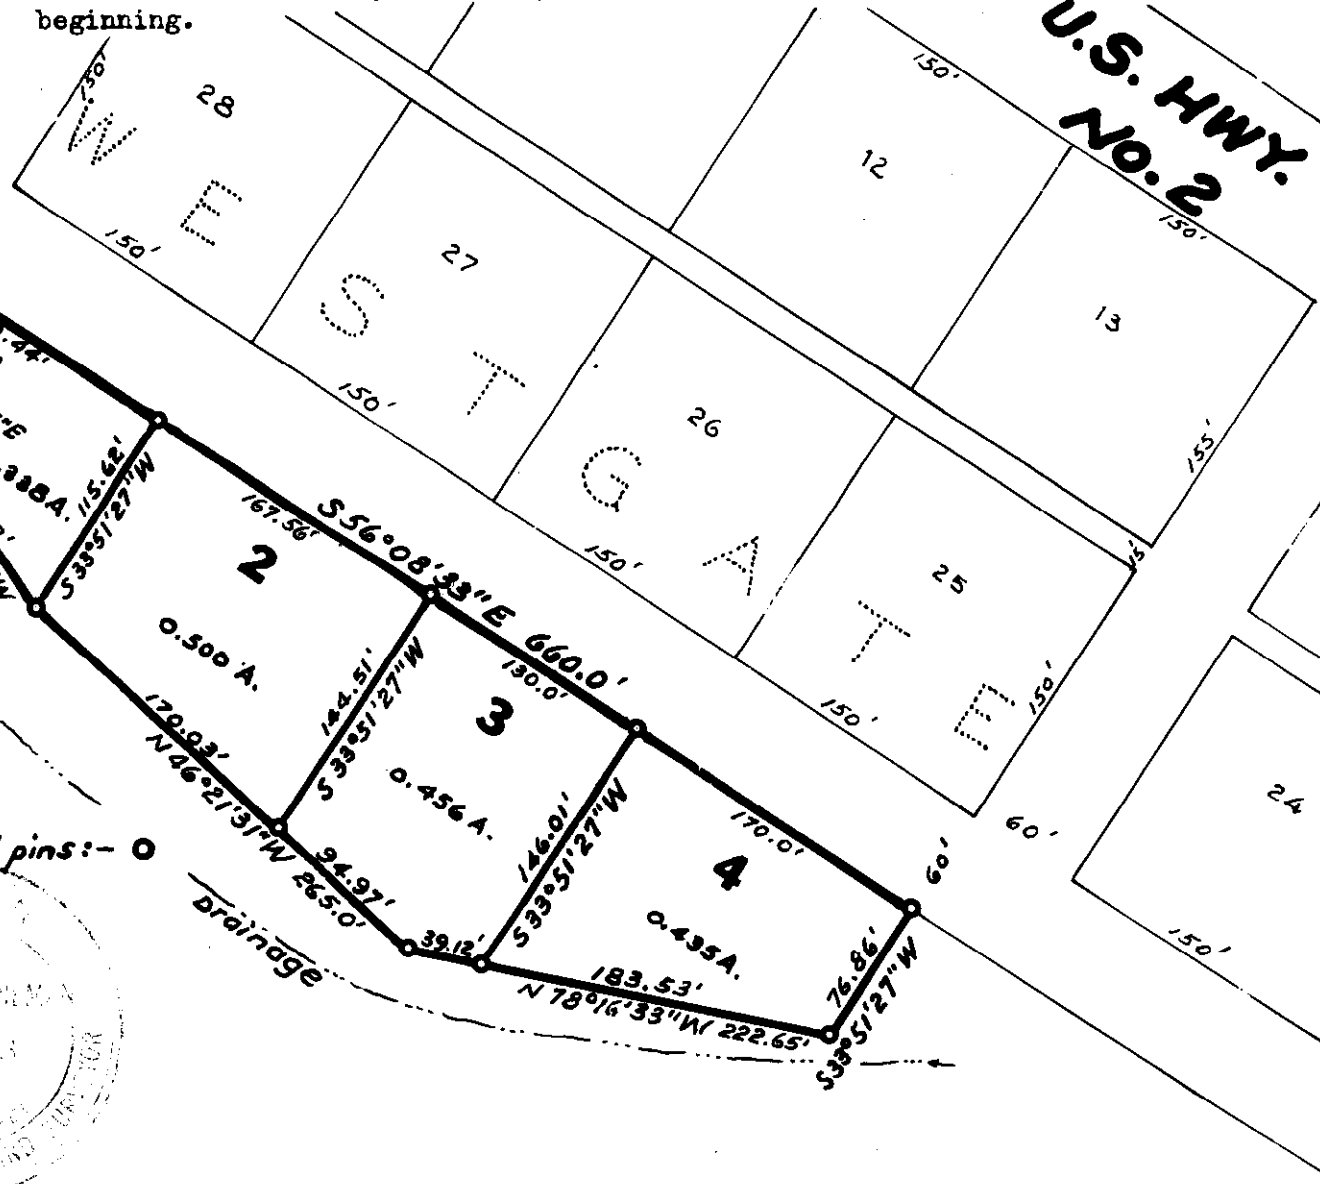 beginning.
U.S. HWY.
NO. 2
150'
28
150'
12
150'
W E S T G A T E
150'
27
13
155'
150'
26
150'
25
15'
150'
150'
24
60'
60'
150'
.44'
"E
115.62'
S 33°51'27"W
167.56'
S 56°08'33"E 660.0'
2
0.500 A.
144.51'
S 33°51'27"W
130.0'
3
0.456 A.
170.03'
N 46°21'31"W 265.0'
94.97'
146.01'
S 33°51'27"W
170.0'
4
0.435 A.
39.12'
183.53'
N 78°16'33"W 222.65'
76.86'
S 33°51'27"W
pins:-
Drainage